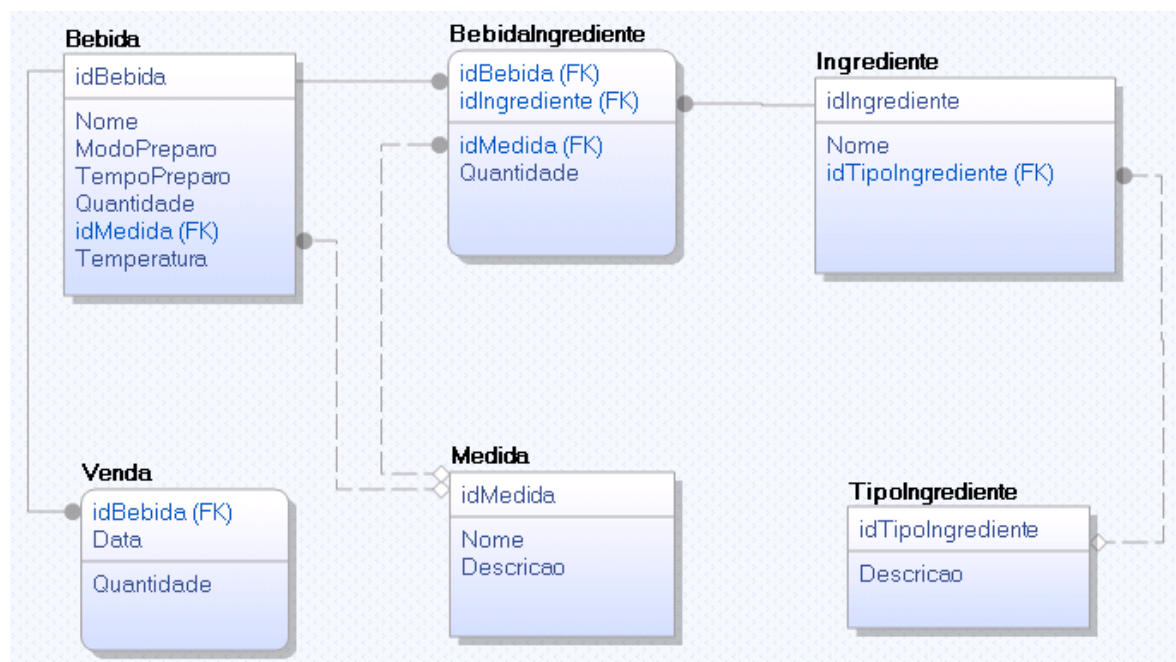 Bebida
idBebida
Nome
ModoPreparo
TempoPreparo
Quantidade
idMedida (FK)
Temperatura
BebidaIngrediente
idBebida (FK)
idIngrediente (FK)
idMedida (FK)
Quantidade
Ingrediente
idIngrediente
Nome
idTipoIngrediente (FK)
Venda
idBebida (FK)
Data
Quantidade
Medida
idMedida
Nome
Descricao
TipoIngrediente
idTipoIngrediente
Descricao